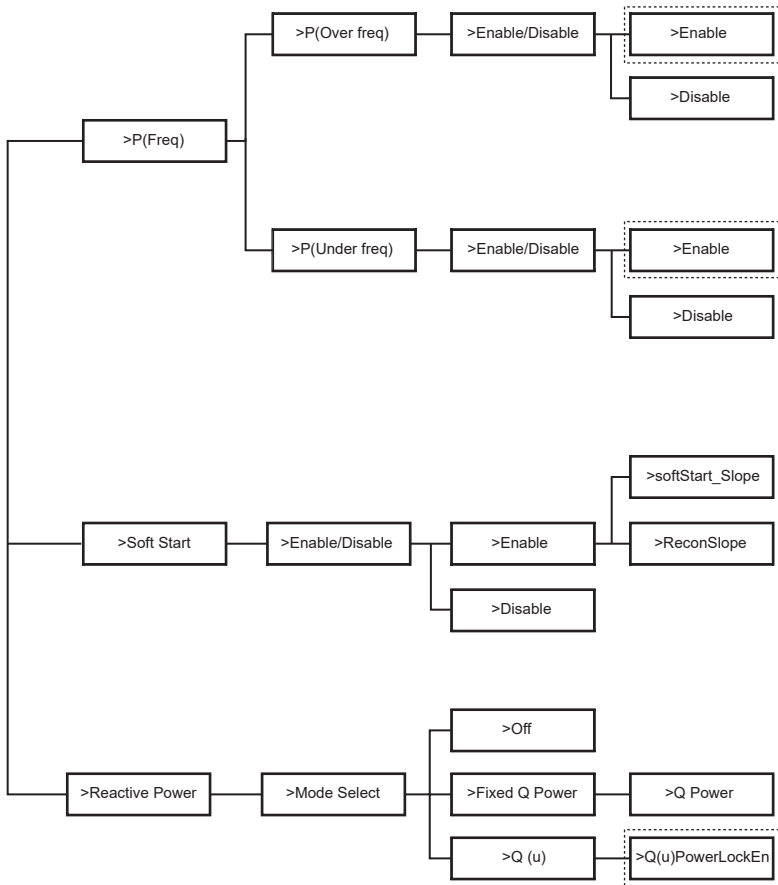 >P(Over freq)
>Enable/Disable
>Enable
>Disable
>P(Freq)
>P(Under freq)
>Enable/Disable
>Enable
>Disable
>softStart_Slope
>Soft Start
>Enable/Disable
>Enable
>ReconSlope
>Disable
>Off
>Reactive Power
>Mode Select
>Fixed Q Power
>Q Power
>Q (u)
>Q(u)PowerLockEn